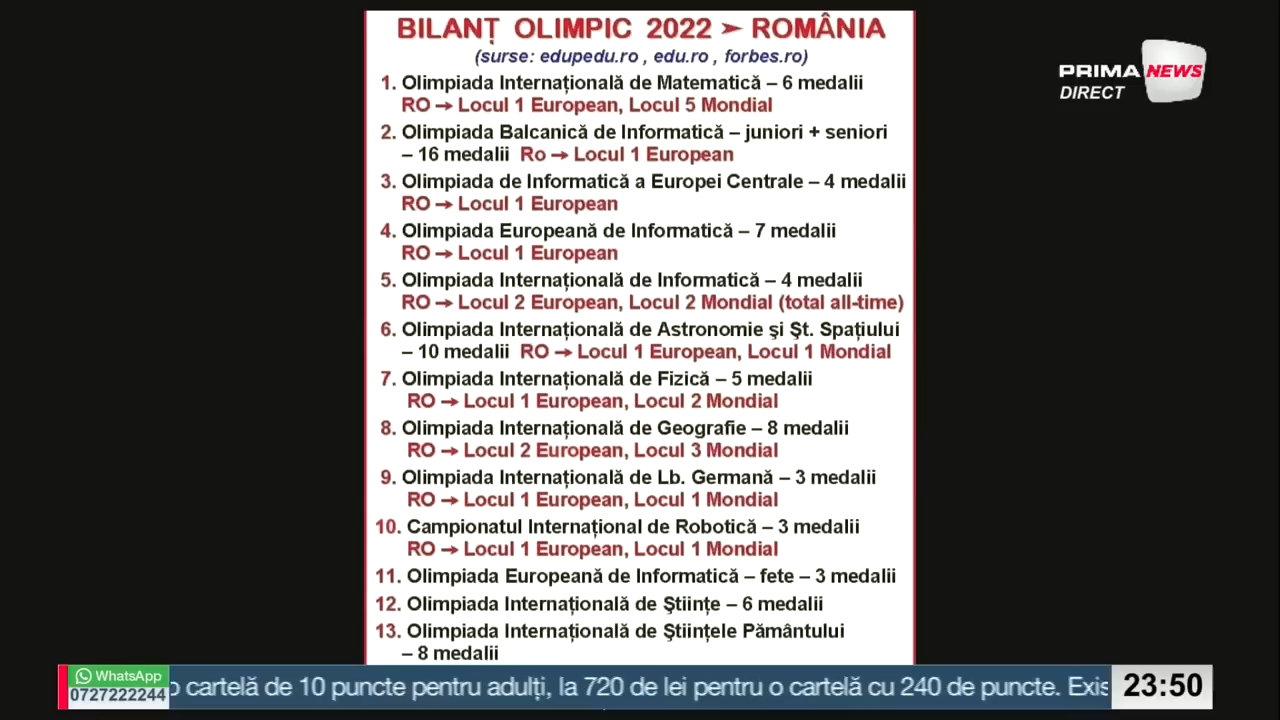 BILANȚ OLIMPIC 2022 ➤ ROMÂNIA
(surse: edupedu.ro , edu.ro , forbes.ro)
1. Olimpiada Internațională de Matematică – 6 medalii
RO → Locul 1 European, Locul 5 Mondial
2. Olimpiada Balcanică de Informatică – juniori + seniori
– 16 medalii Ro → Locul 1 European
3. Olimpiada de Informatică a Europei Centrale – 4 medalii
RO → Locul 1 European
4. Olimpiada Europeană de Informatică – 7 medalii
RO → Locul 1 European
5. Olimpiada Internațională de Informatică – 4 medalii
RO → Locul 2 European, Locul 2 Mondial (total all-time)
6. Olimpiada Internațională de Astronomie şi Şt. Spațiului
– 10 medalii RO → Locul 1 European, Locul 1 Mondial
7. Olimpiada Internațională de Fizică – 5 medalii
RO → Locul 1 European, Locul 2 Mondial
8. Olimpiada Internațională de Geografie – 8 medalii
RO → Locul 2 European, Locul 3 Mondial
9. Olimpiada Internațională de Lb. Germană – 3 medalii
RO → Locul 1 European, Locul 1 Mondial
10. Campionatul Internațional de Robotică – 3 medalii
RO → Locul 1 European, Locul 1 Mondial
11. Olimpiada Europeană de Informatică – fete – 3 medalii
12. Olimpiada Internațională de Ştiințe – 6 medalii
13. Olimpiada Internațională de Ştiințele Pământului
– 8 medalii
PRIMA NEWS
DIRECT
WhatsApp
0727222244
o cartelă de 10 puncte pentru adulți, la 720 de lei pentru o cartelă cu 240 de puncte. Exis
23:50